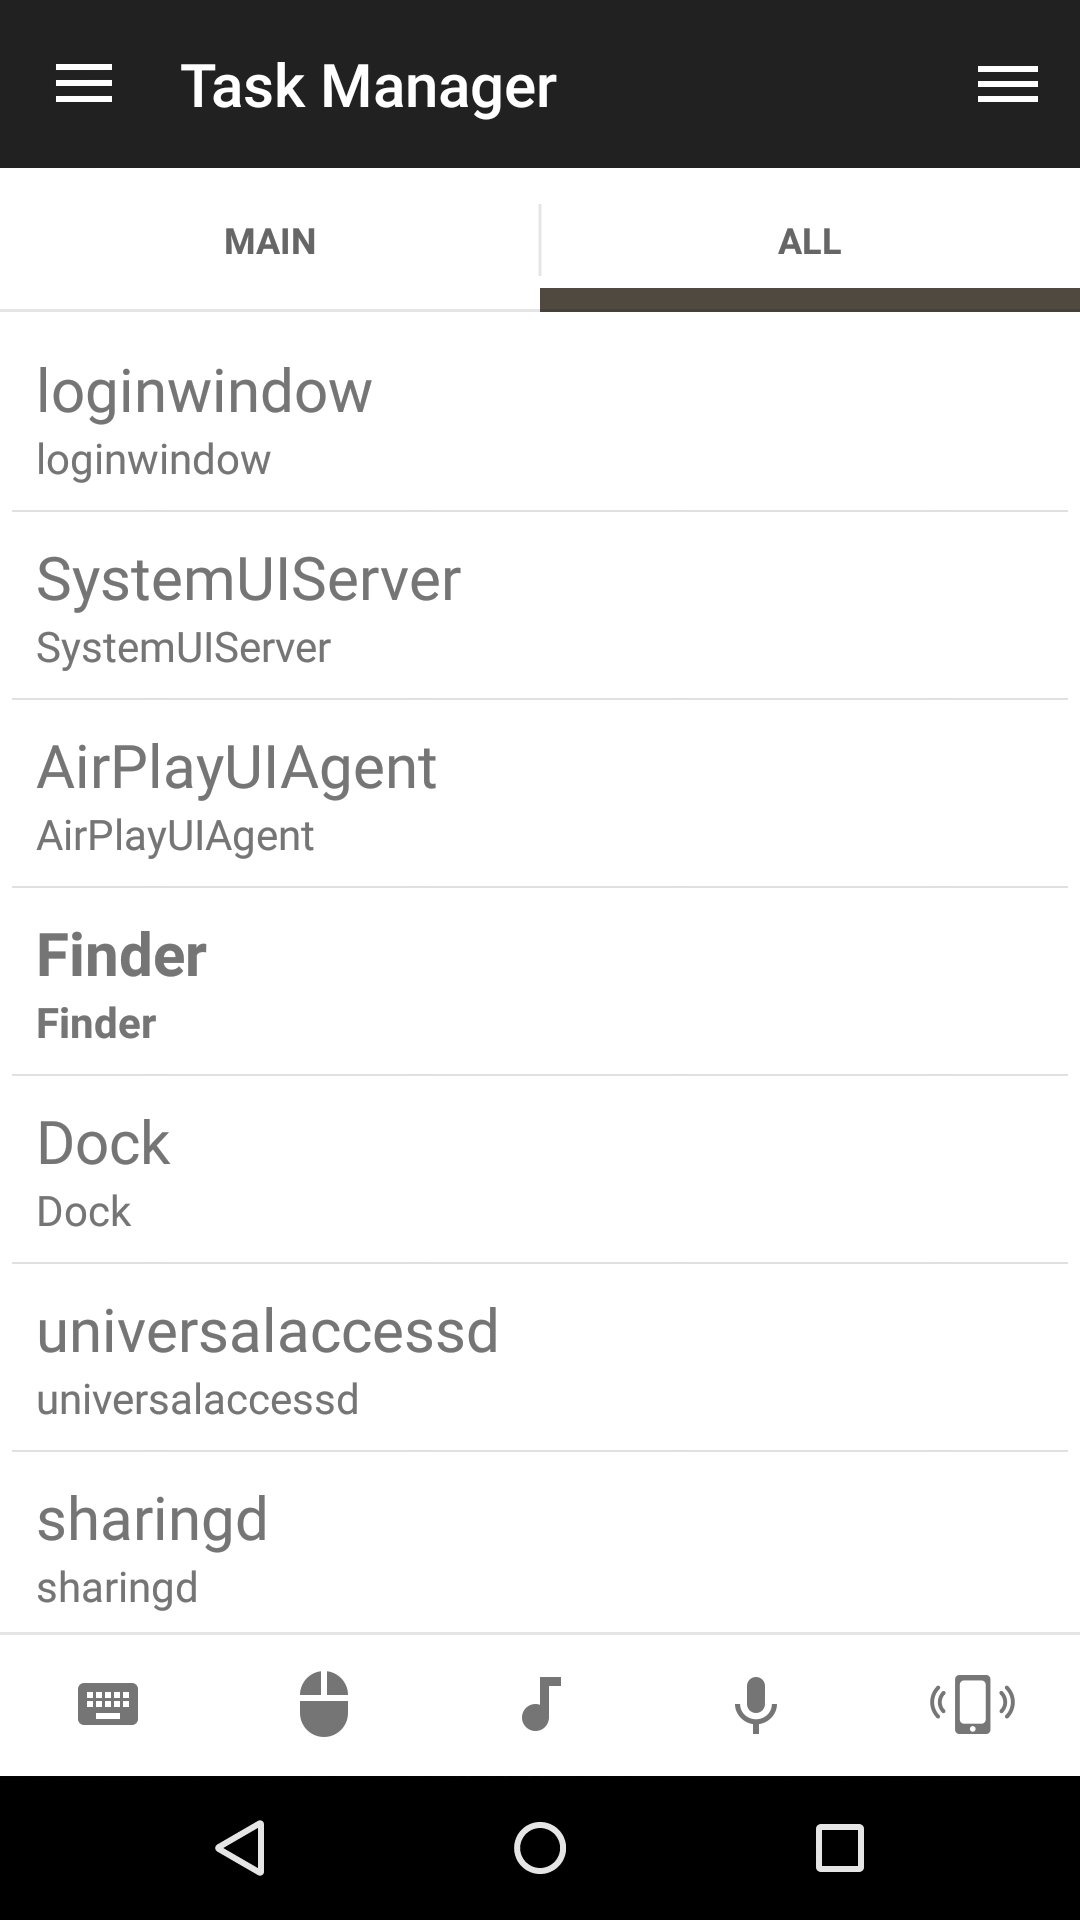 Task Manager
MAIN
ALL
loginwindow
loginwindow
SystemUIServer
SystemUIServer
AirPlayUIAgent
AirPlayUIAgent
Finder
Finder
Dock
Dock
universalaccessd
universalaccessd
sharingd
sharingd